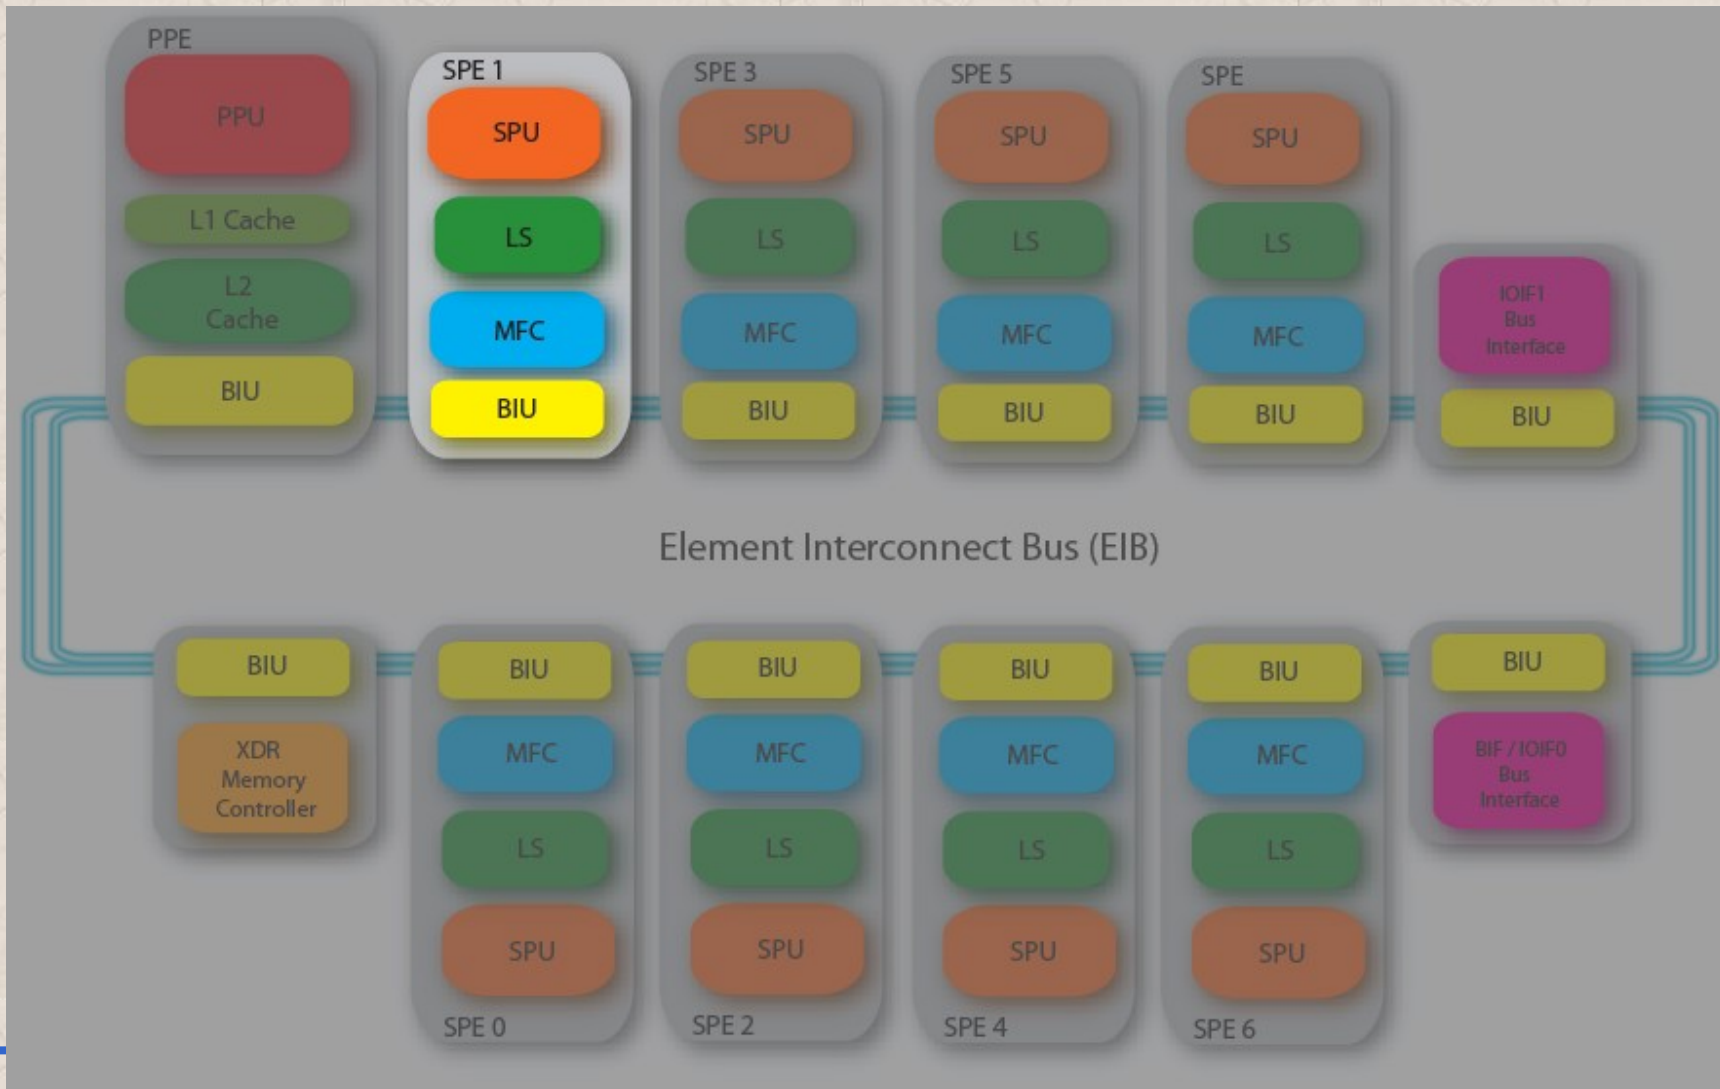 PPE
PPU
L1 Cache
L2
Cache
BIU
SPE 1
SPU
LS
MFC
BIU
SPE 3
SPU
LS
MFC
BIU
SPE 5
SPU
LS
MFC
BIU
SPE
SPU
LS
MFC
BIU
IOIF1
Bus
Interface
BIU
Element Interconnect Bus (EIB)
BIU
XDR
Memory
Controller
BIU
MFC
LS
SPU
SPE 0
BIU
MFC
LS
SPU
SPE 2
BIU
MFC
LS
SPU
SPE 4
BIU
MFC
LS
SPU
SPE 6
BIU
BIF / IOIF0
Bus
Interface